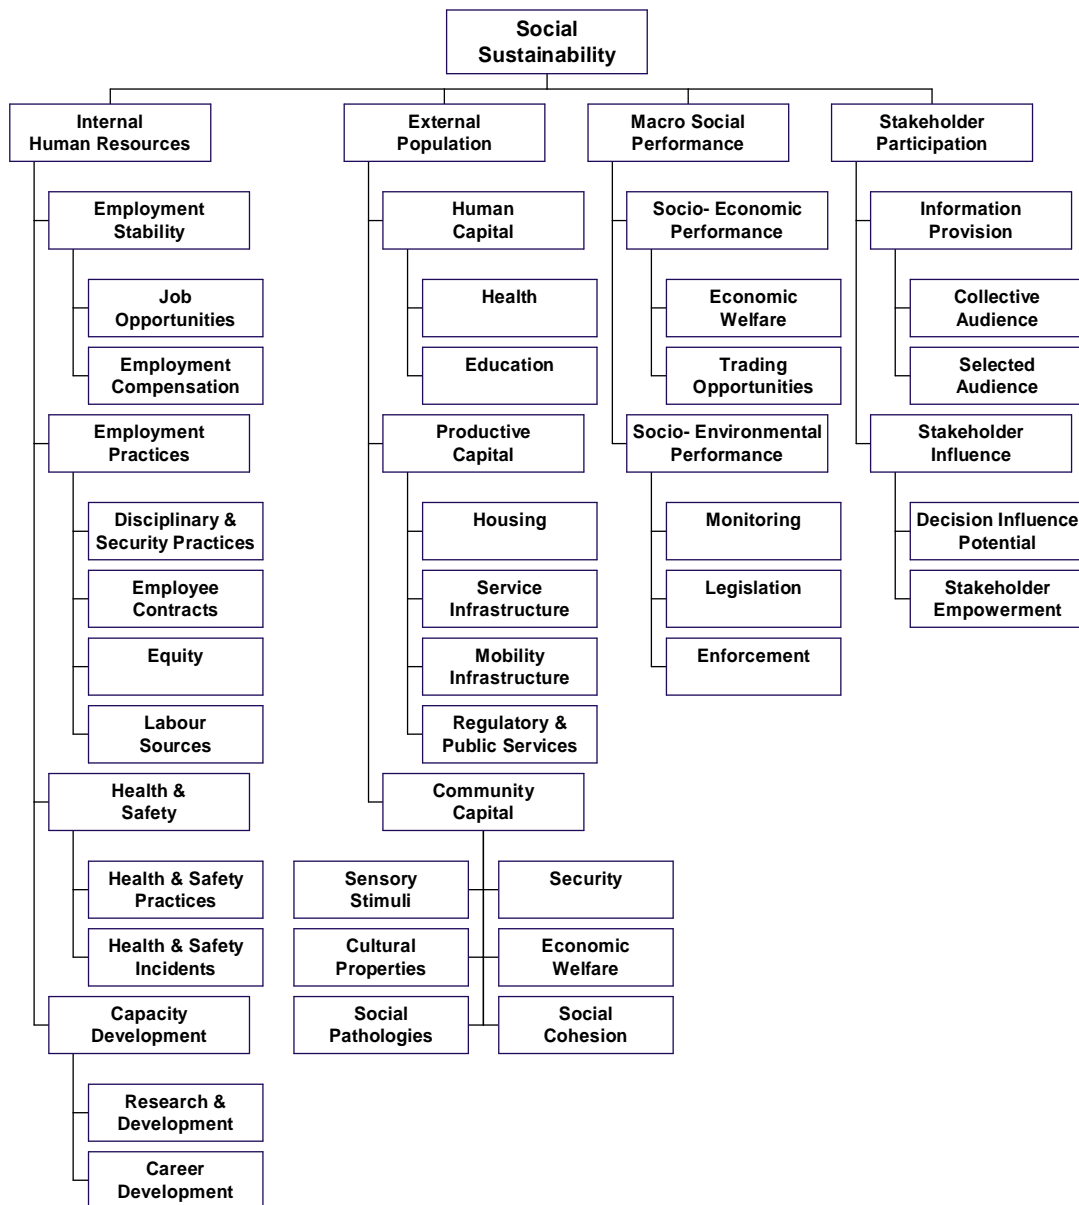 Social
Sustainability
Internal
Human Resources
Employment
Stability
Job
Opportunities
Employment
Compensation
Employment
Practices
Disciplinary &
Security Practices
Employee
Contracts
Equity
Labour
Sources
Health &
Safety
Health & Safety
Practices
Health & Safety
Incidents
Capacity
Development
Research &
Development
Career
Development
External
Population
Human
Capital
Health
Education
Productive
Capital
Housing
Service
Infrastructure
Mobility
Infrastructure
Regulatory &
Public Services
Community
Capital
Sensory
Stimuli
Security
Cultural
Properties
Economic
Welfare
Social
Pathologies
Social
Cohesion
Macro Social
Performance
Socio- Economic
Performance
Economic
Welfare
Trading
Opportunities
Socio- Environmental
Performance
Monitoring
Legislation
Enforcement
Stakeholder
Participation
Information
Provision
Collective
Audience
Selected
Audience
Stakeholder
Influence
Decision Influence
Potential
Stakeholder
Empowerment